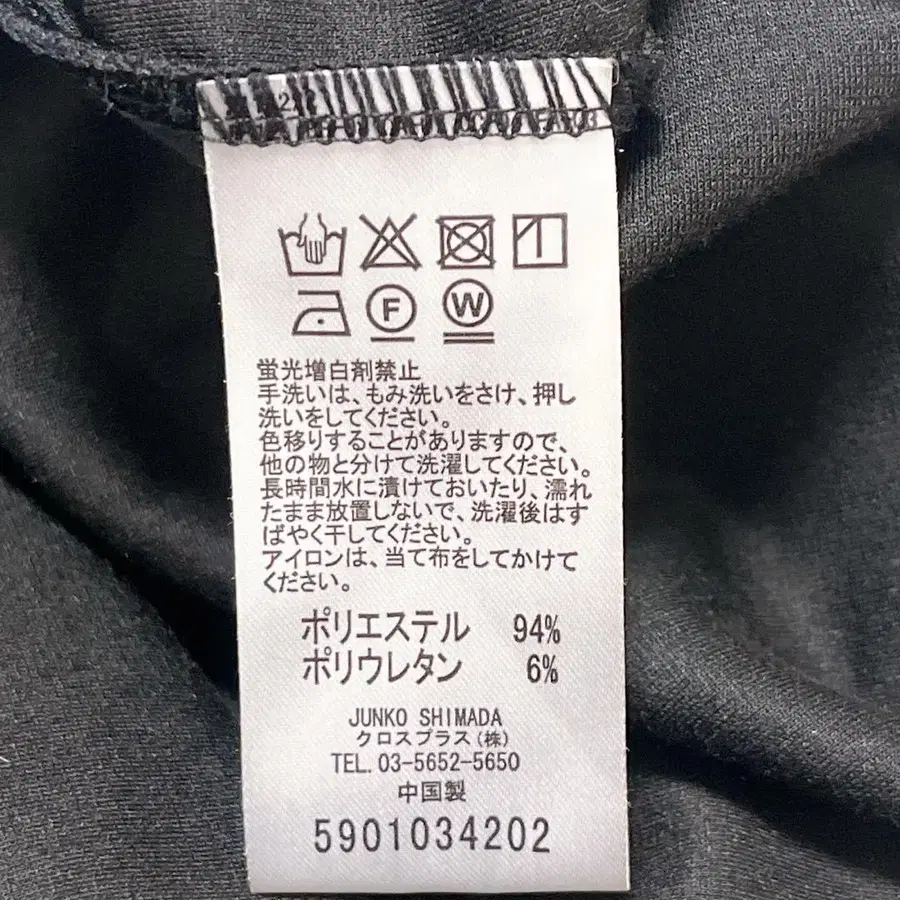 F
W
蛍光増白剤禁止
手洗いは、もみ洗いをさけ、押し
洗いをしてください。
色移りすることがありますので、
他の物と分けて洗濯してください。
長時間水に漬けておいたり、濡れ
たまま放置しないで、洗濯後はす
ばやく干してください。
アイロンは、当て布をしてかけて
ください。
ポリエステル 94%
ポリウレタン 6%
JUNKO SHIMADA
クロスプラス(株)
TEL. 03-5652-5650
中国製
5901034202